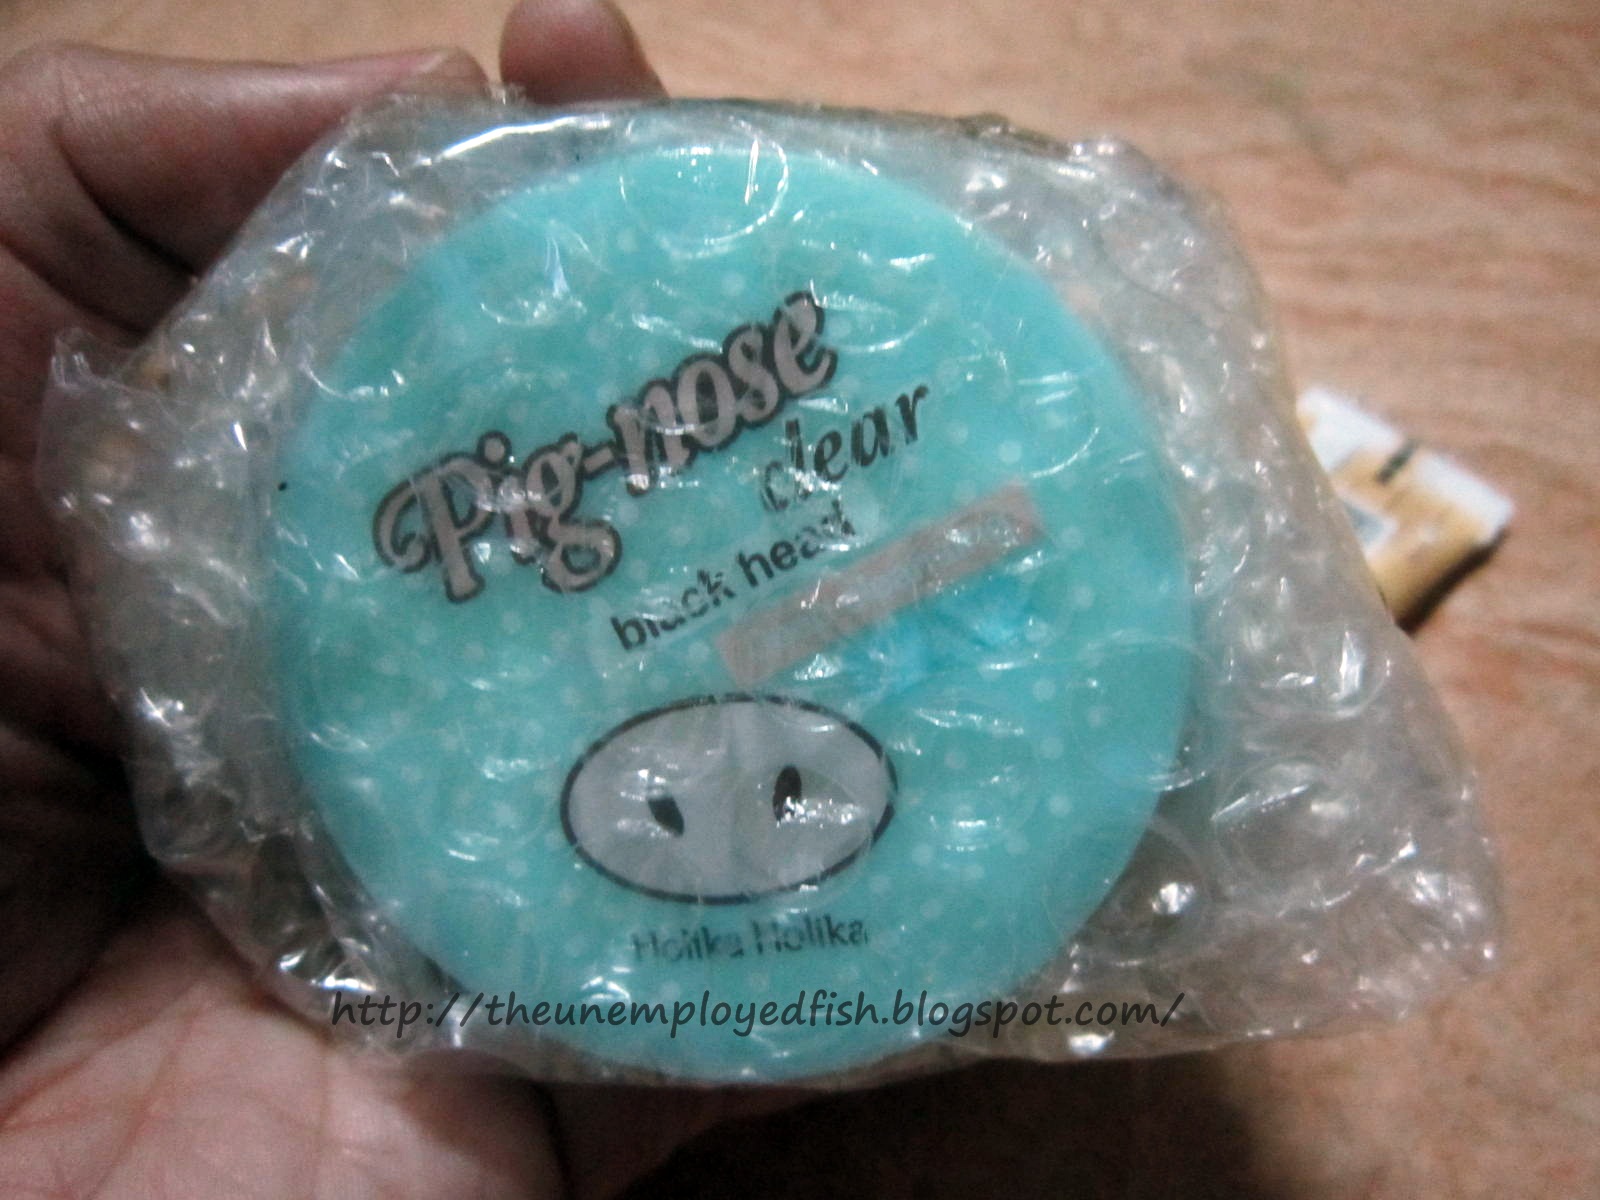 Pig-nose
clear
black head
Holika Holika
http://theunemployedfish.blogspot.com/